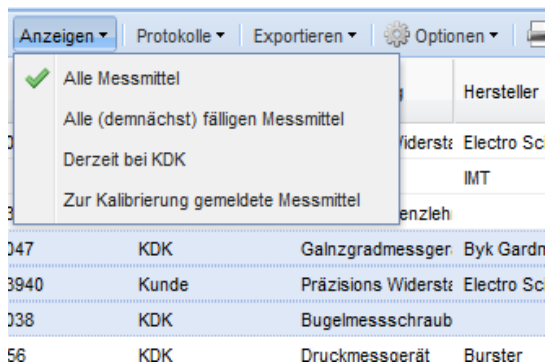 Anzeigen Protokolle Exportieren Optionen
Alle Messmittel
Hersteller
Alle (demnächst) fälligen Messmittel
Electro Sc
Derzeit bei KDK
IMT
Zur Kalibrierung gemeldete Messmittel
enzleh
047 KDK Galnzgradmessger Byk Gardn
3940 Kunde Präzisions Widersta Electro Sc
038 KDK Bugelmessschraub
56 KDK Druckmessgerät Burster